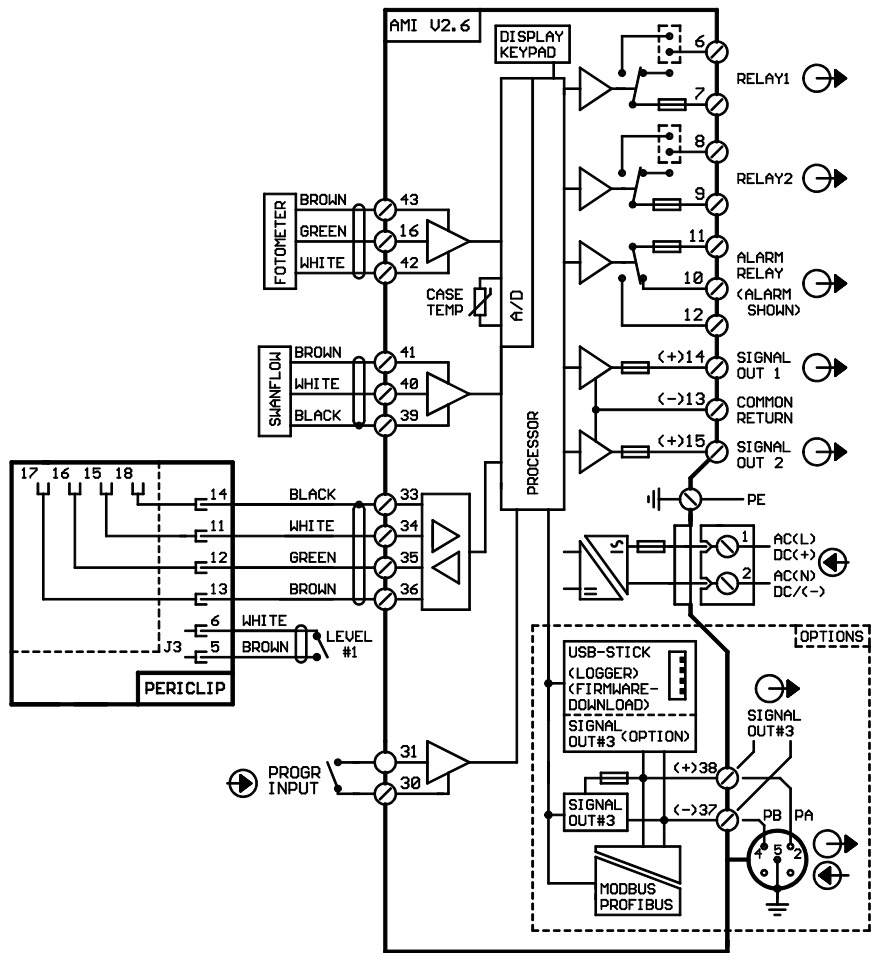 AMI V2.6
DISPLAY
KEYPAD
6
RELAY1
7
8
RELAY2
9
11
ALARM
RELAY
10
(ALARM
SHOWN)
12
FOTOMETER
BROWN
43
GREEN
16
WHITE
42
CASE
TEMP
A/D
PROCESSOR
SWANFLOW
BROWN
41
WHITE
40
BLACK
39
(+)14
SIGNAL
OUT 1
(-)13
COMMON
RETURN
(+)15
SIGNAL
OUT 2
PE
17 16 15 18
14
BLACK
33
11
WHITE
34
12
GREEN
35
13
BROWN
36
6
WHITE
J3
5
BROWN
LEVEL
#1
PERICLIP
1
AC(L)
DC(+)
2
AC(N)
DC/(-)
OPTIONS
USB-STICK
(LOGGER)
(FIRMWARE-
DOWNLOAD)
SIGNAL
OUT#3 (OPTION)
SIGNAL
OUT#3
PROGR
INPUT
31
30
(+)38
SIGNAL
OUT#3
(-)37
PB PA
4 5 2
MODBUS
PROFIBUS